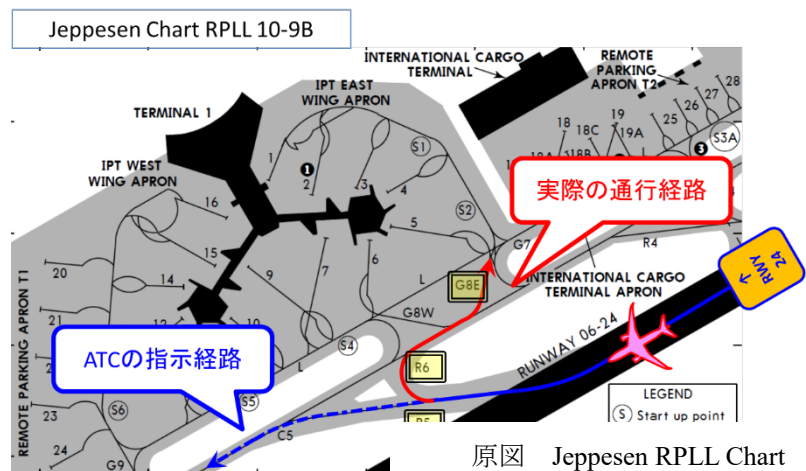 Jeppesen Chart RPLL 10-9B
INTERNATIONAL CARGO
TERMINAL
REMOTE
PARKING
APRON T2
IPT EAST
WING APRON
TERMINAL 1
IPT WEST
WING APRON
REMOTE PARKING APRON T1
実際の通行経路
ATCの指示経路
INTERNATIONAL CARGO
TERMINAL APRON
RUNWAY 06-24
RWY
24
LEGEND
S Start up point
1
2
3
4
5
6
7
9
10
14
15
16
18
18C
18B
19
19A
20
21
23
24
25
26
27
28
S1
S2
S3A
S4
S5
S6
1
3
G7
G8E
G8W
G9
R4
R6
R5
C5
L
L
L
原図 Jeppesen RPLL Chart